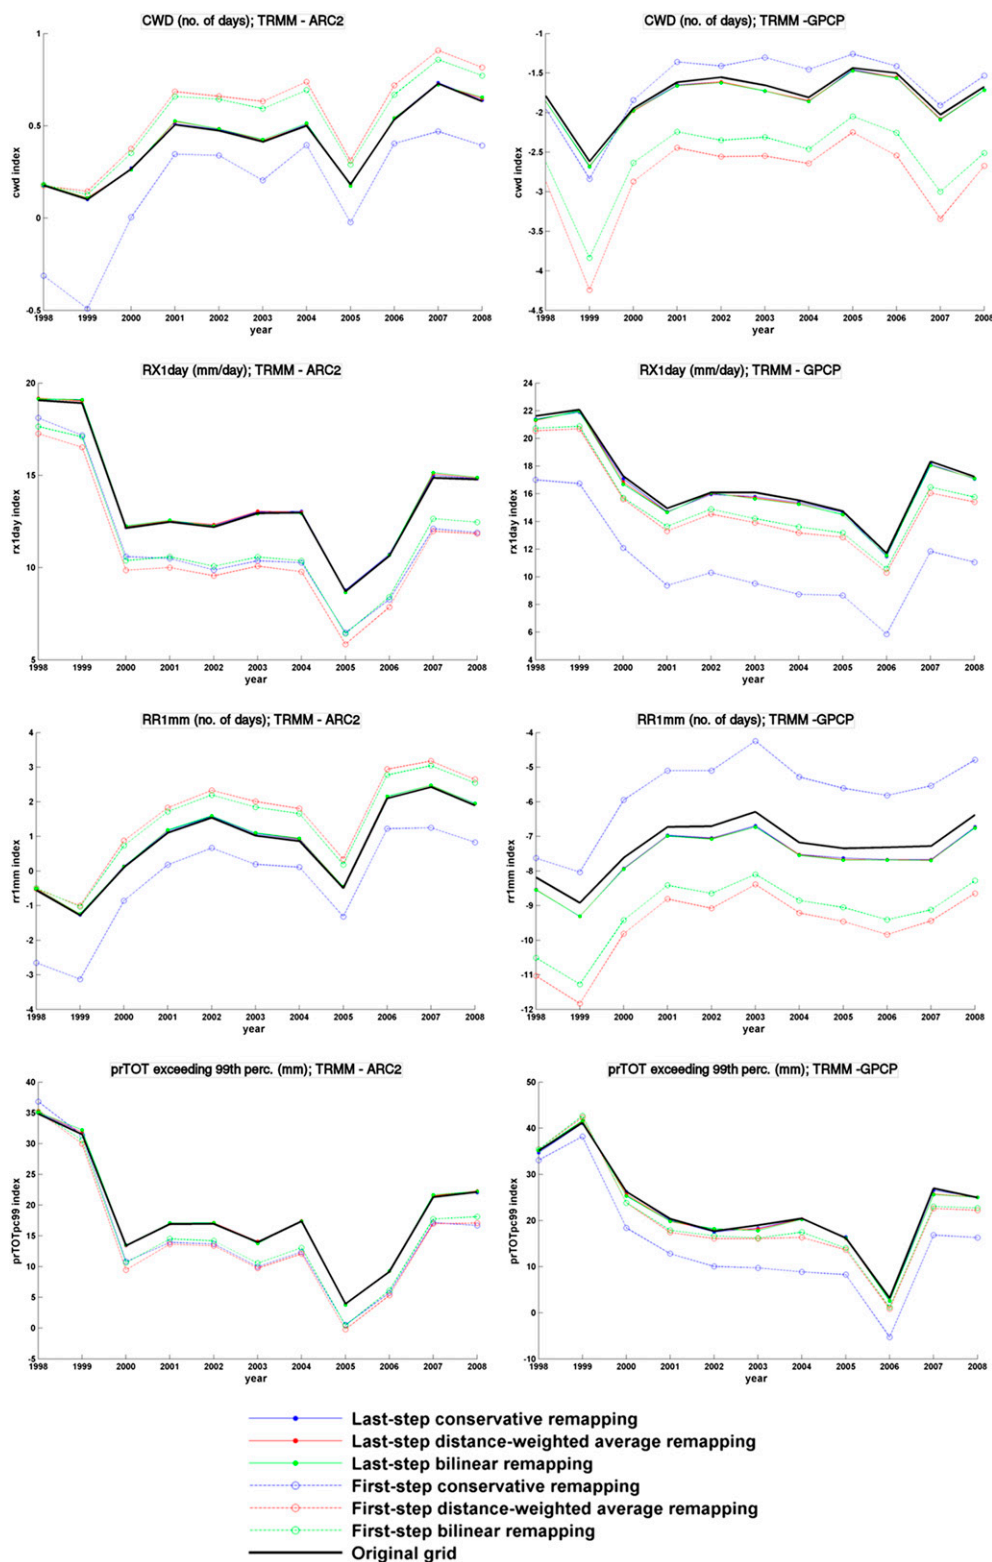 CWD (no. of days); TRMM - ARC2
1
0.5
0
-0.5
cwd index
1998 1999 2000 2001 2002 2003 2004 2005 2006 2007 2008
year
CWD (no. of days); TRMM -GPCP
-1
-1.5
-2
-2.5
-3
-3.5
-4
-4.5
cwd index
1998 1999 2000 2001 2002 2003 2004 2005 2006 2007 2008
year
RX1day (mm/day); TRMM - ARC2
20
15
10
5
rx1day index
1998 1999 2000 2001 2002 2003 2004 2005 2006 2007 2008
year
RX1day (mm/day); TRMM - GPCP
24
22
20
18
16
14
12
10
8
6
4
rx1day index
1998 1999 2000 2001 2002 2003 2004 2005 2006 2007 2008
year
RR1mm (no. of days); TRMM - ARC2
4
3
2
1
0
-1
-2
-3
-4
rr1mm index
1998 1999 2000 2001 2002 2003 2004 2005 2006 2007 2008
year
RR1mm (no. of days); TRMM -GPCP
-4
-5
-6
-7
-8
-9
-10
-11
-12
rr1mm index
1998 1999 2000 2001 2002 2003 2004 2005 2006 2007 2008
year
prTOT exceeding 99th perc. (mm); TRMM - ARC2
40
35
30
25
20
15
10
5
0
-5
prTOTpc99 index
1998 1999 2000 2001 2002 2003 2004 2005 2006 2007 2008
year
prTOT exceeding 99th perc. (mm); TRMM -GPCP
50
40
30
20
10
0
-10
prTOTpc99 index
1998 1999 2000 2001 2002 2003 2004 2005 2006 2007 2008
year
Last-step conservative remapping
Last-step distance-weighted average remapping
Last-step bilinear remapping
First-step conservative remapping
First-step distance-weighted average remapping
First-step bilinear remapping
Original grid